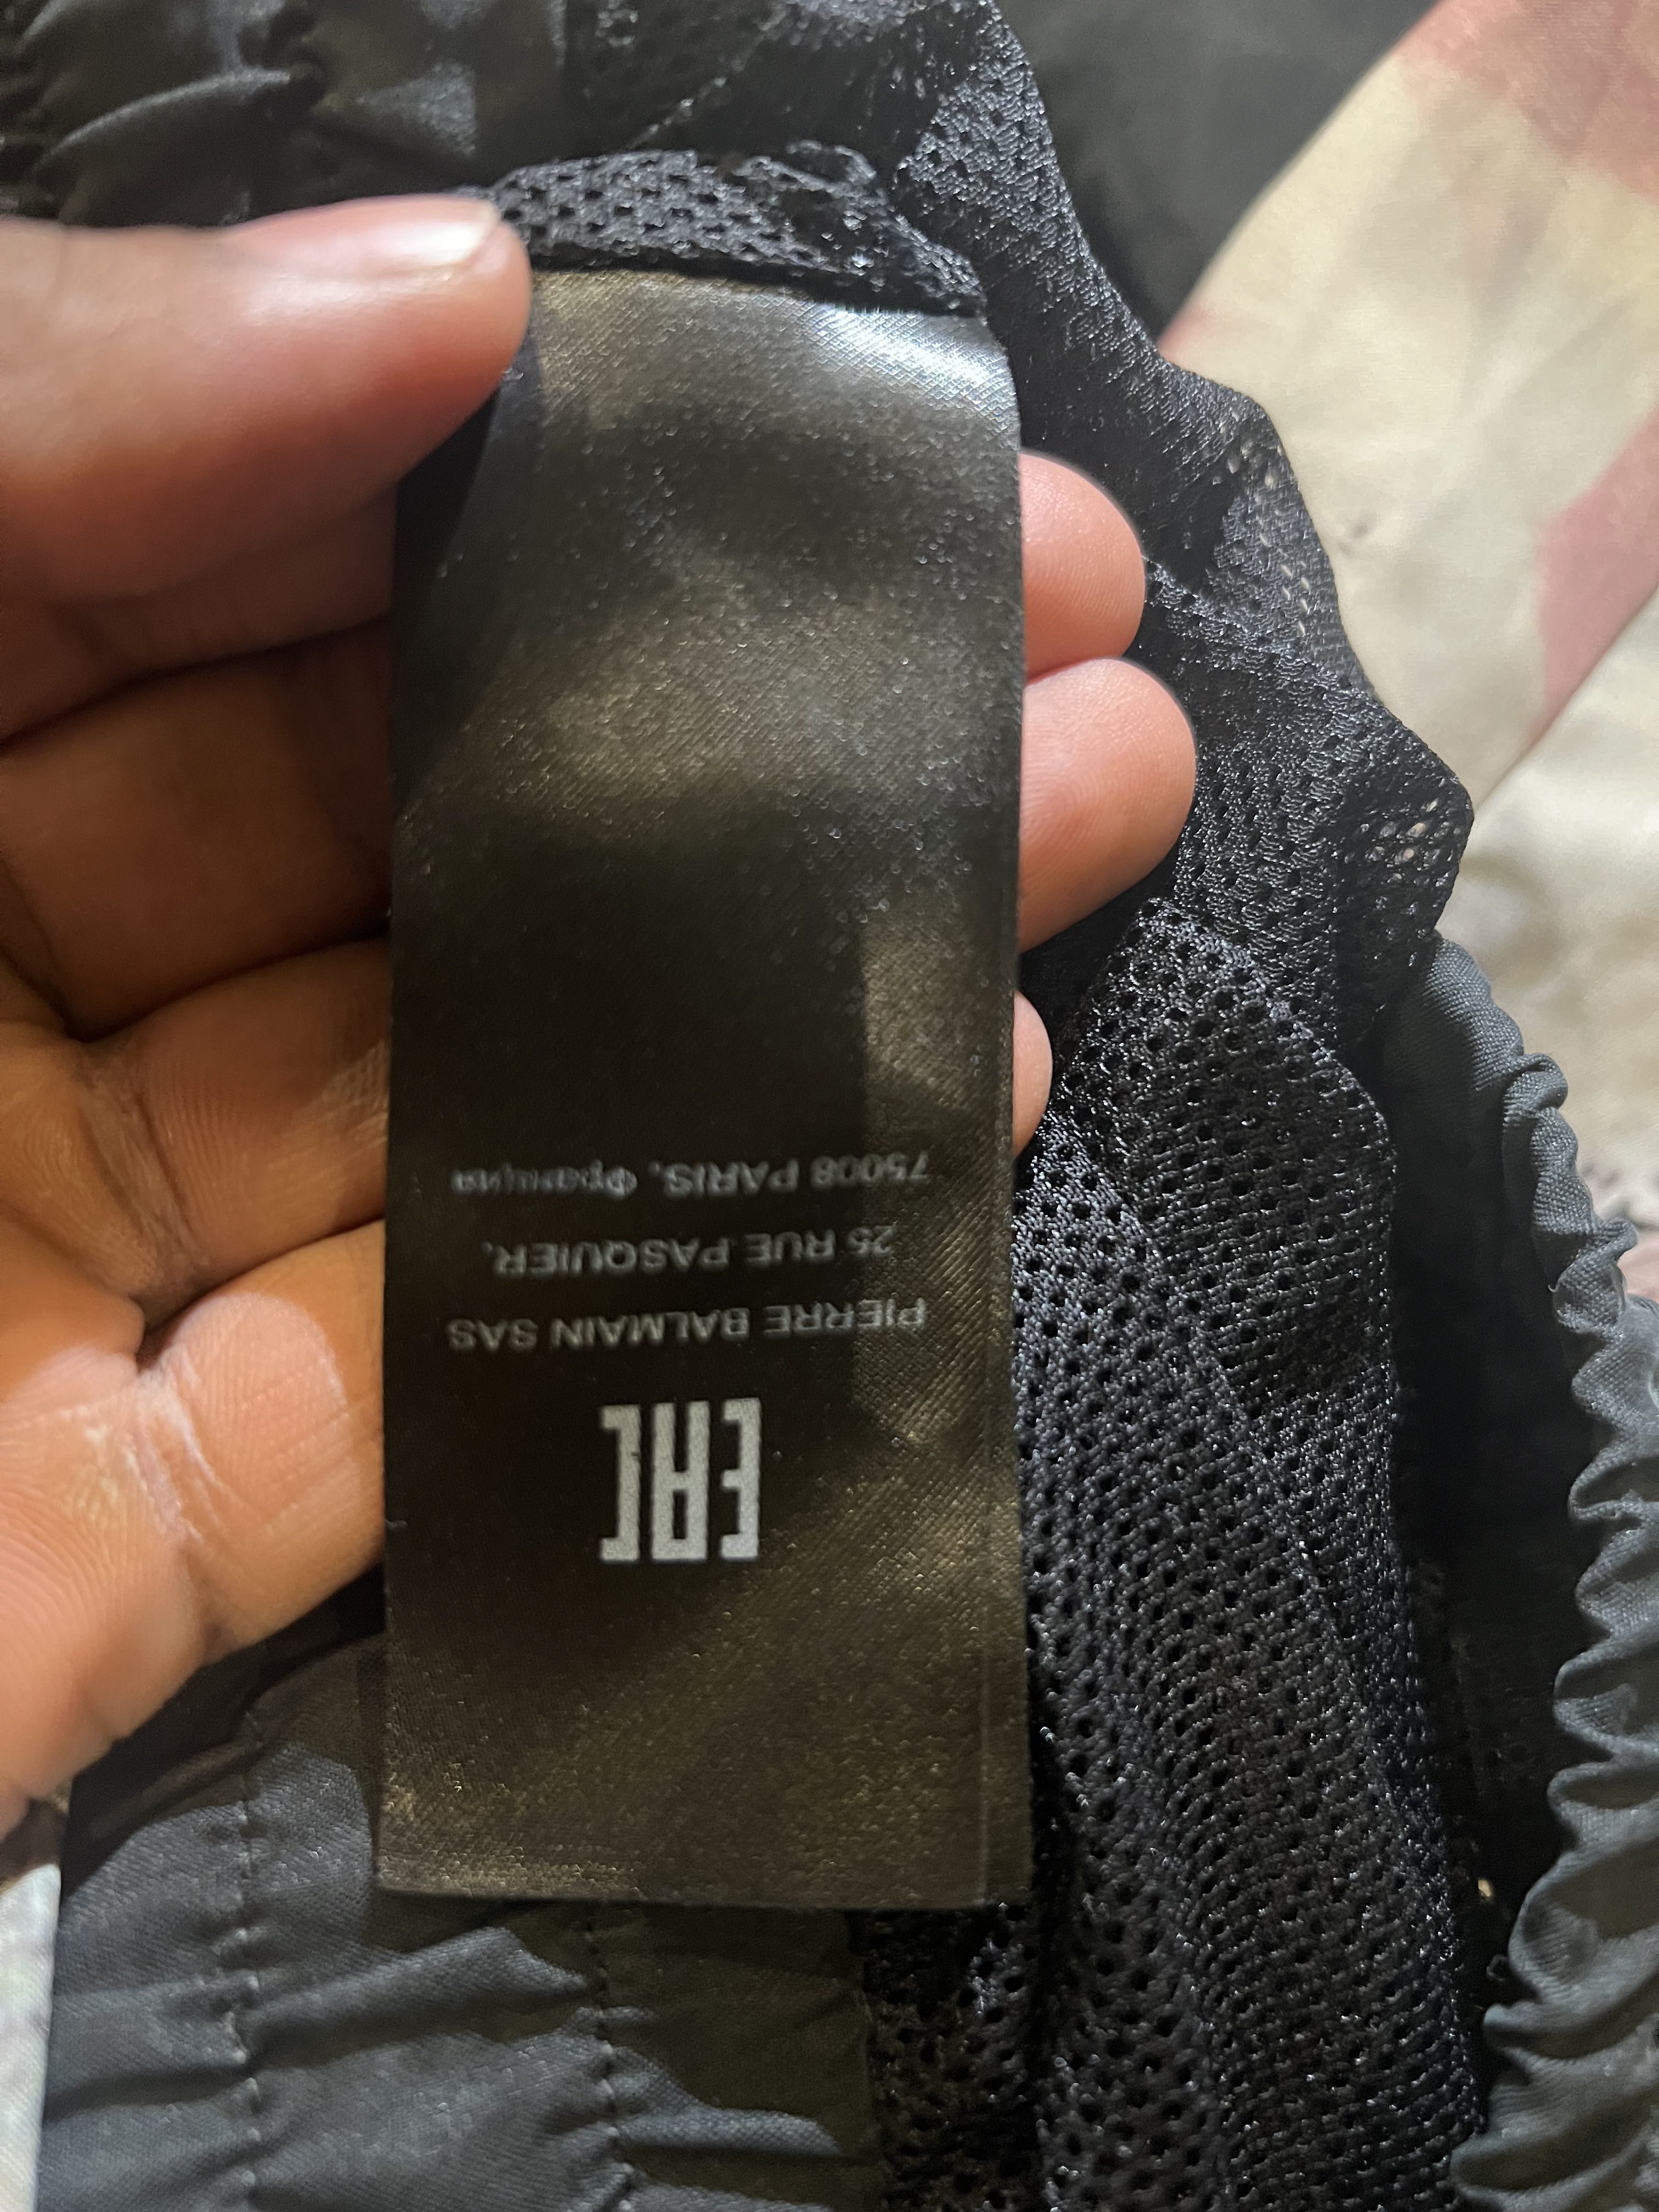 EAC
PIERRE BALMAIN SAS
25 RUE PASQUIER,
75008 PARIS, Франция